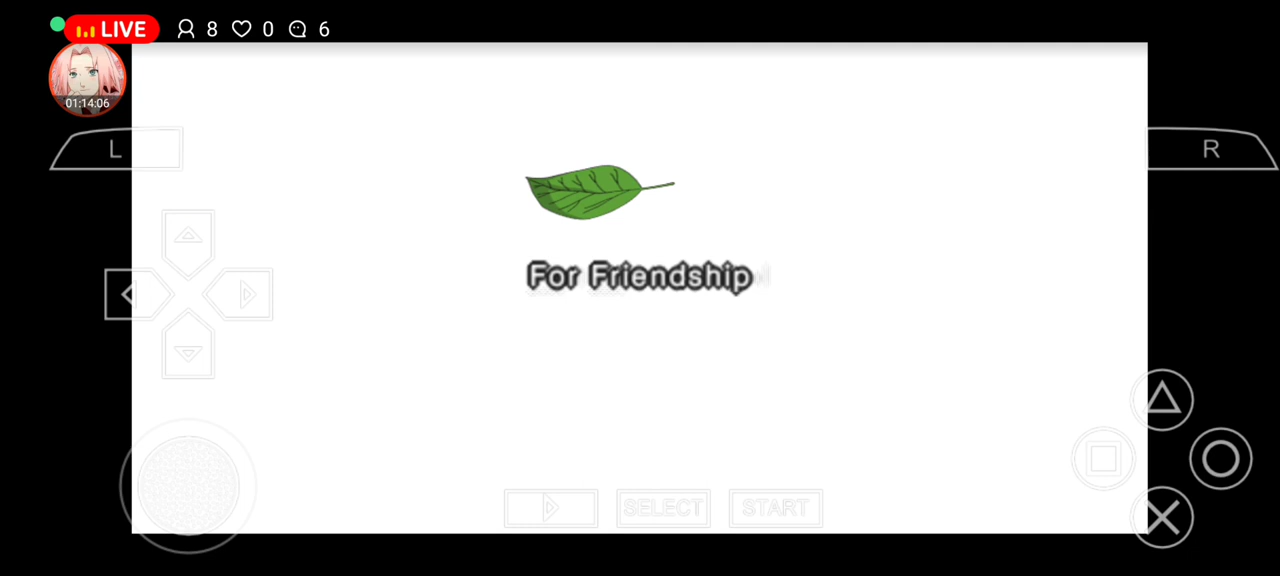 LIVE 8 0 6
01:14:06
L
R
For Friendship
SELECT
START